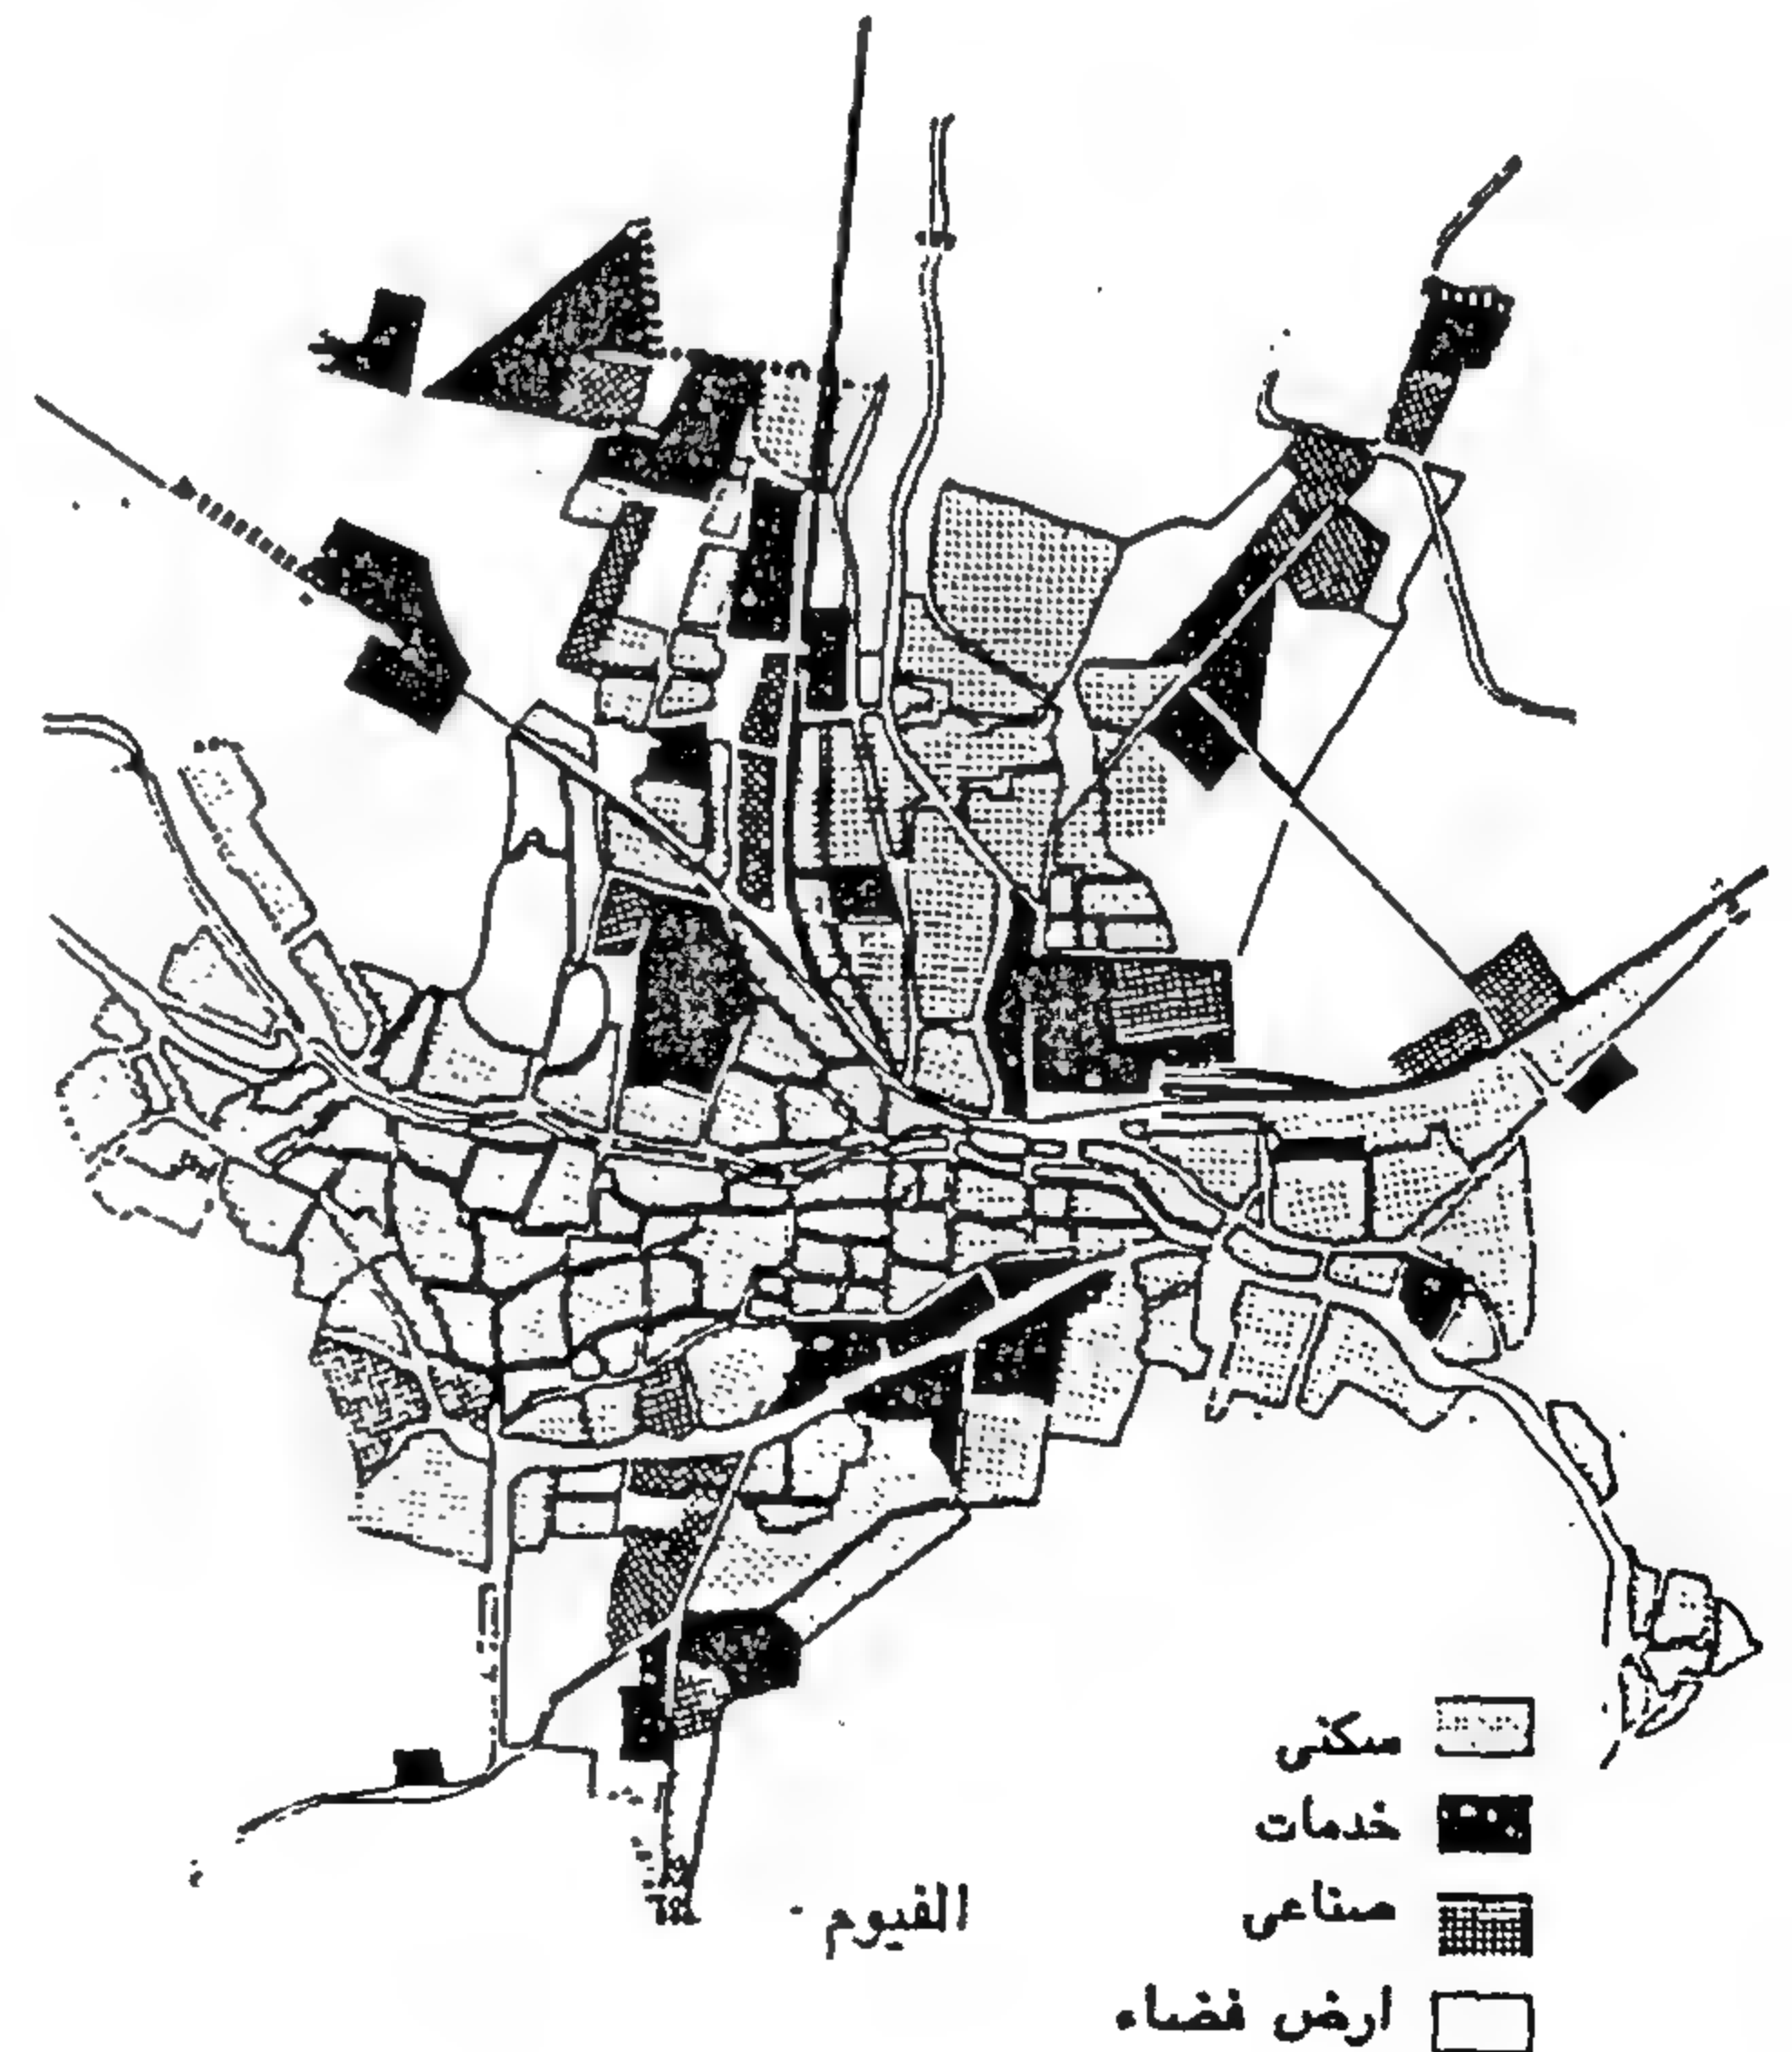 سكنى
خدمات
صناعى
ارض فضاء
الفيوم -